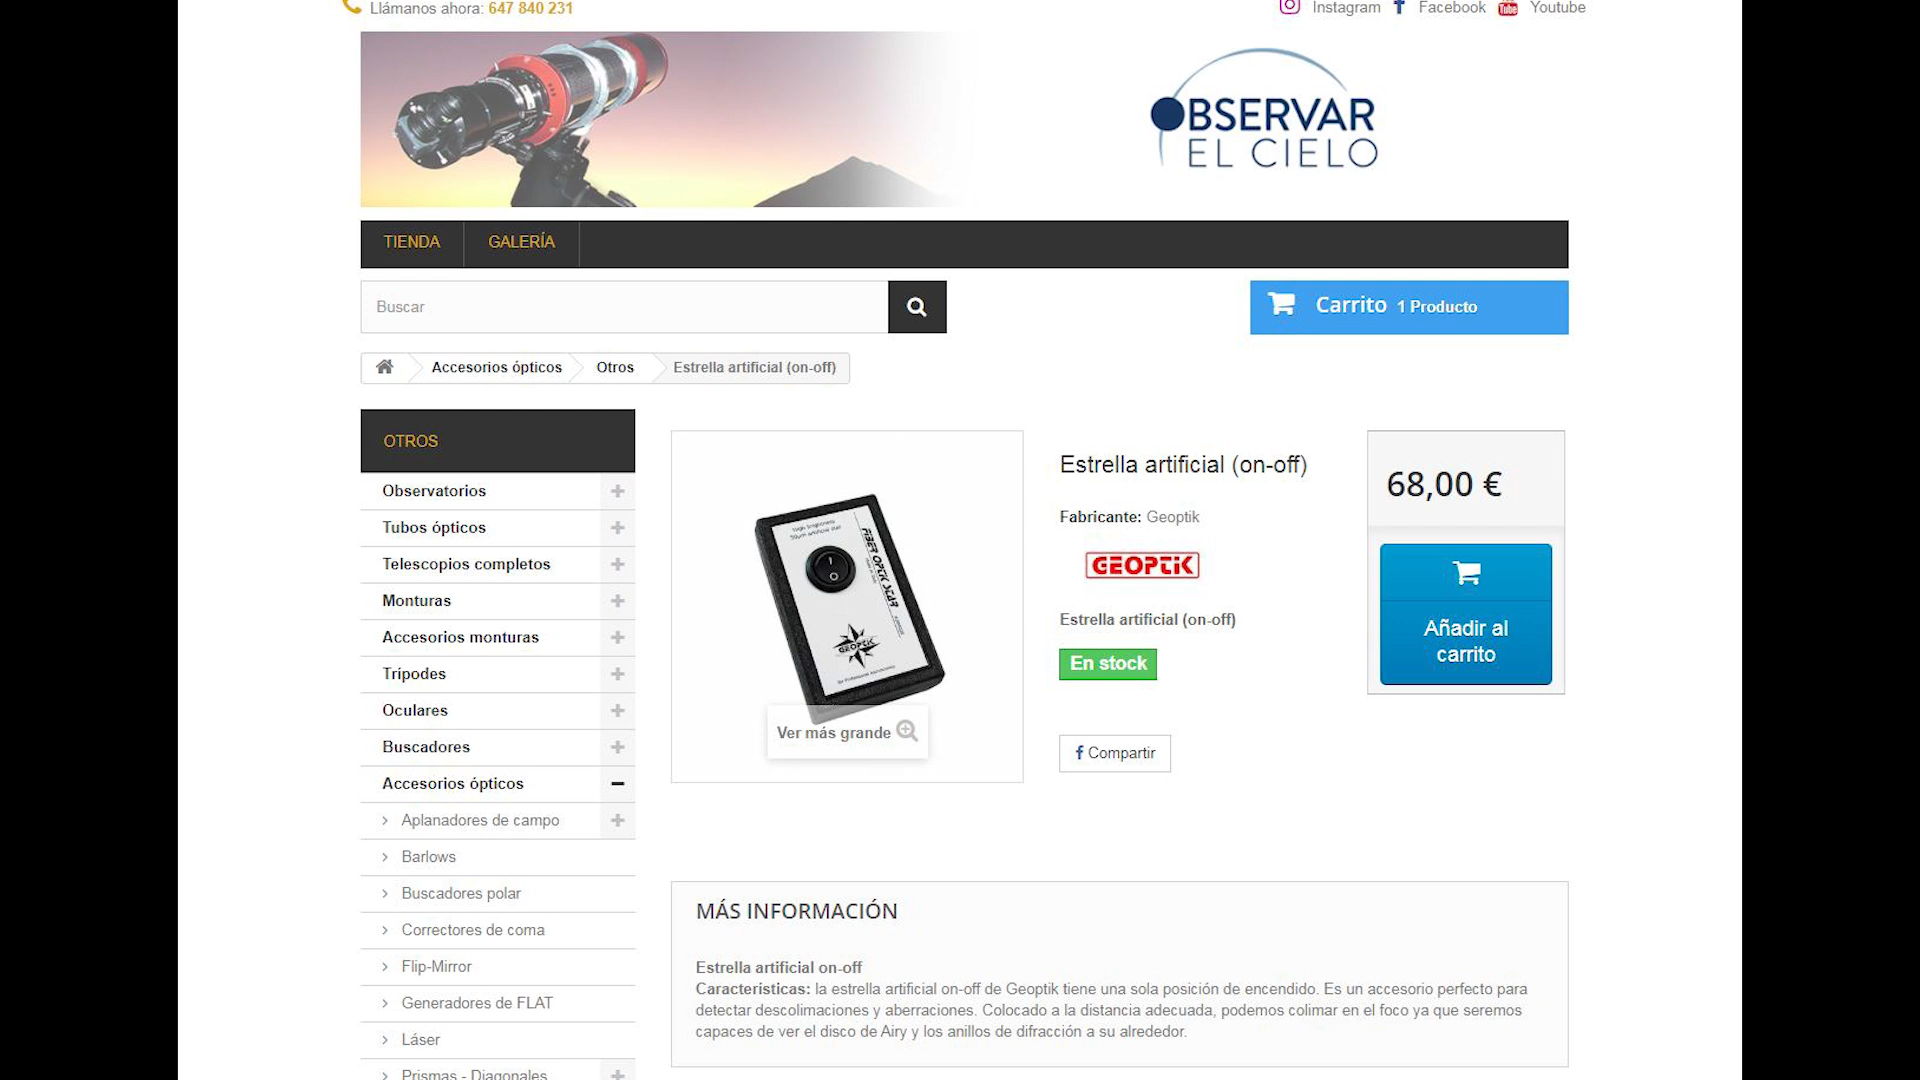 Llámanos ahora: 647 840 231
Instagram Facebook Youtube
OBSERVAR
EL CIELO
TIENDA GALERÍA
Buscar
Carrito 1 Producto
Accesorios ópticos Otros Estrella artificial (on-off)
OTROS
Observatorios
Tubos ópticos
Telescopios completos
Monturas
Accesorios monturas
Trípodes
Oculares
Buscadores
Accesorios ópticos
Aplanadores de campo
Barlows
Buscadores polar
Correctores de coma
Flip-Mirror
Generadores de FLAT
Láser
Prismas - Diagonales
High brightness
50µm artificial star
FIBER OPTIK STAR
GEOPTIK
Ver más grande
Estrella artificial (on-off)
Fabricante: Geoptik
GEOPTIK
Estrella artificial (on-off)
En stock
Compartir
68,00 €
Añadir al
carrito
MÁS INFORMACIÓN
Estrella artificial on-off
Caracteristicas: la estrella artificial on-off de Geoptik tiene una sola posición de encendido. Es un accesorio perfecto para
detectar descolimaciones y aberraciones. Colocado a la distancia adecuada, podemos colimar en el foco ya que seremos
capaces de ver el disco de Airy y los anillos de difracción a su alrededor.